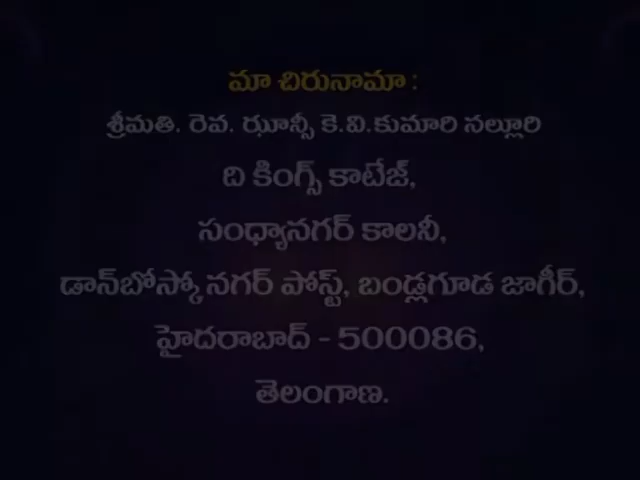 మా చిరునామా :
శ్రీమతి. రెవ. ఝాన్సీ కె.వి.కుమారి నల్లూరి
ది కింగ్స్ కాటేజ్,
సంధ్యానగర్ కాలనీ,
డాన్‌బోస్కో నగర్ పోస్ట్, బండ్లగూడ జాగీర్,
హైదరాబాద్ - 500086,
తెలంగాణ.